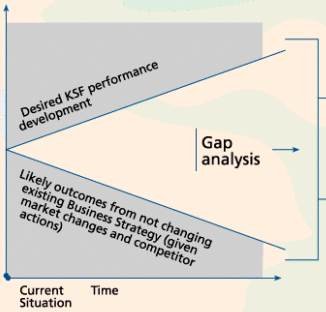 Desired KSF performance
development
Gap
analysis
Likely outcomes from not changing
existing Business Strategy (given
market changes and competitor
actions)
Current
Situation
Time